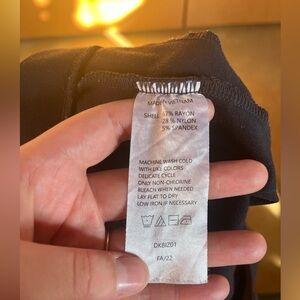 MADE IN VIETNAM
SHELL: 67% RAYON
28% NYLON
5% SPANDEX
MACHINE WASH COLD
WITH LIKE COLORS
DELICATE CYCLE
ONLY NON-CHLORINE
BLEACH WHEN NEEDED
LAY FLAT TO DRY
LOW IRON IF NECESSARY
DKBIZ01
FA/22